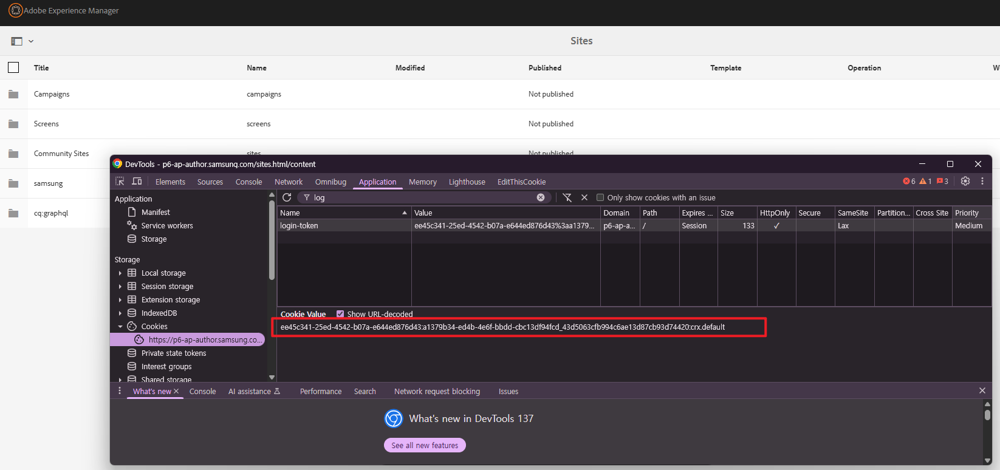 Adobe Experience Manager
Sites
Title Name Modified Published Template Operation
Campaigns campaigns Not published
Screens screens Not published
Community Sites sites Not published
samsung
cq:graphql
DevTools - p6-ap-author.samsung.com/sites.html/content
Elements Sources Console Network Omnibug Application Memory Lighthouse EditThisCookie 6 1 3
Application
Manifest
Service workers
Storage
Storage
Local storage
Session storage
Extension storage
IndexedDB
Cookies
https://p6-ap-author.samsung.co...
Private state tokens
Interest groups
Shared storage
log Only show cookies with an issue
Name Value Domain Path Expires ... Size HttpOnly Secure SameSite Partition... Cross Site Priority
login-token ee45c341-25ed-4542-b07a-e644ed876d43%3aa1379... p6-ap-a... / Session 133 ✓ Lax Medium
Cookie Value Show URL-decoded
ee45c341-25ed-4542-b07a-e644ed876d43:a1379b34-ed4b-4e6f-bbdd-cbc13df94fcd_43d5063cfb994c6ae13d87cb93d74420:crx.default
What's new Console AI assistance Performance Search Network request blocking Issues
What's new in DevTools 137
See all new features